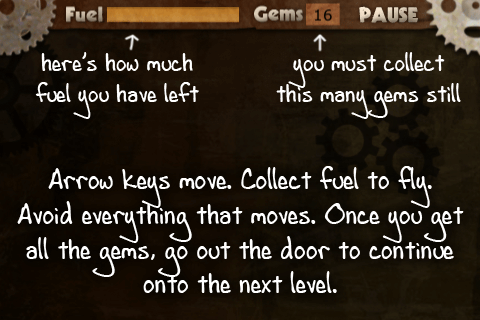 Fuel Gems 16 PAUSE
here's how much you must collect
fuel you have left this many gems still
Arrow keys move. Collect fuel to fly.
Avoid everything that moves. Once you get
all the gems, go out the door to continue
onto the next level.